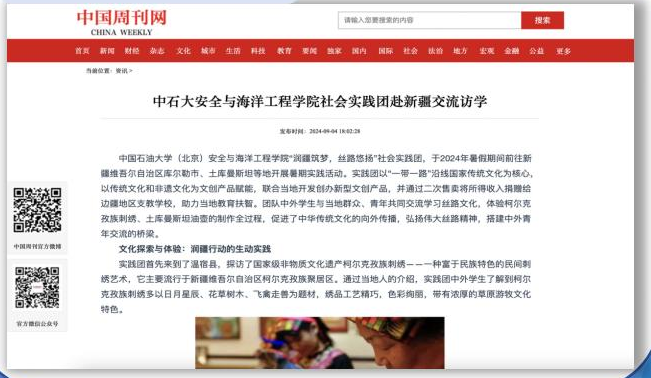 中国周刊网
CHINA WEEKLY
请输入您要搜索的内容
搜索
首页 新闻 财经 杂志 文化 城市 生活 科技 教育 要闻 独家 国内 国际 社会 法治 地方 宏观 金融 公益 更多
当前位置：资讯 >
中石大安全与海洋工程学院社会实践团赴新疆交流访学
发布时间：2024-09-04 18:02:28
中国石油大学（北京）安全与海洋工程学院“润疆筑梦，丝路悠扬”社会实践团，于2024年暑假期间前往新
疆维吾尔自治区库尔勒市、土库曼斯坦等地开展暑期实践活动。实践团以“一带一路”沿线国家传统文化为核心，
以传统文化和非遗文化为文创产品赋能，联合当地开发创办新型文创产品，并通过二次售卖将所得收入捐赠给
边疆地区支教学校，助力当地教育扶智。团队中外学生与当地群众、青年共同交流学习丝路文化，体验柯尔克
孜族刺绣、土库曼斯坦油壶的制作全过程，促进了中华传统文化的向外传播，弘扬伟大丝路精神，搭建中外青
年交流的桥梁。
文化探索与体验：润疆行动的生动实践
实践团首先来到了温宿县，探访了国家级非物质文化遗产柯尔克孜刺绣——一种富于民族特色的民间刺
绣艺术，它主要流行于新疆维吾尔自治区柯尔克孜族聚居区。通过当地人的介绍，实践团中外学生了解到柯尔
克孜族刺绣多以日月星辰、花草树木、飞禽走兽为题材，绣品工艺精巧，色彩绚丽，带有浓厚的草原游牧文化
特色。
中国周刊官方微博
官方微信公众号